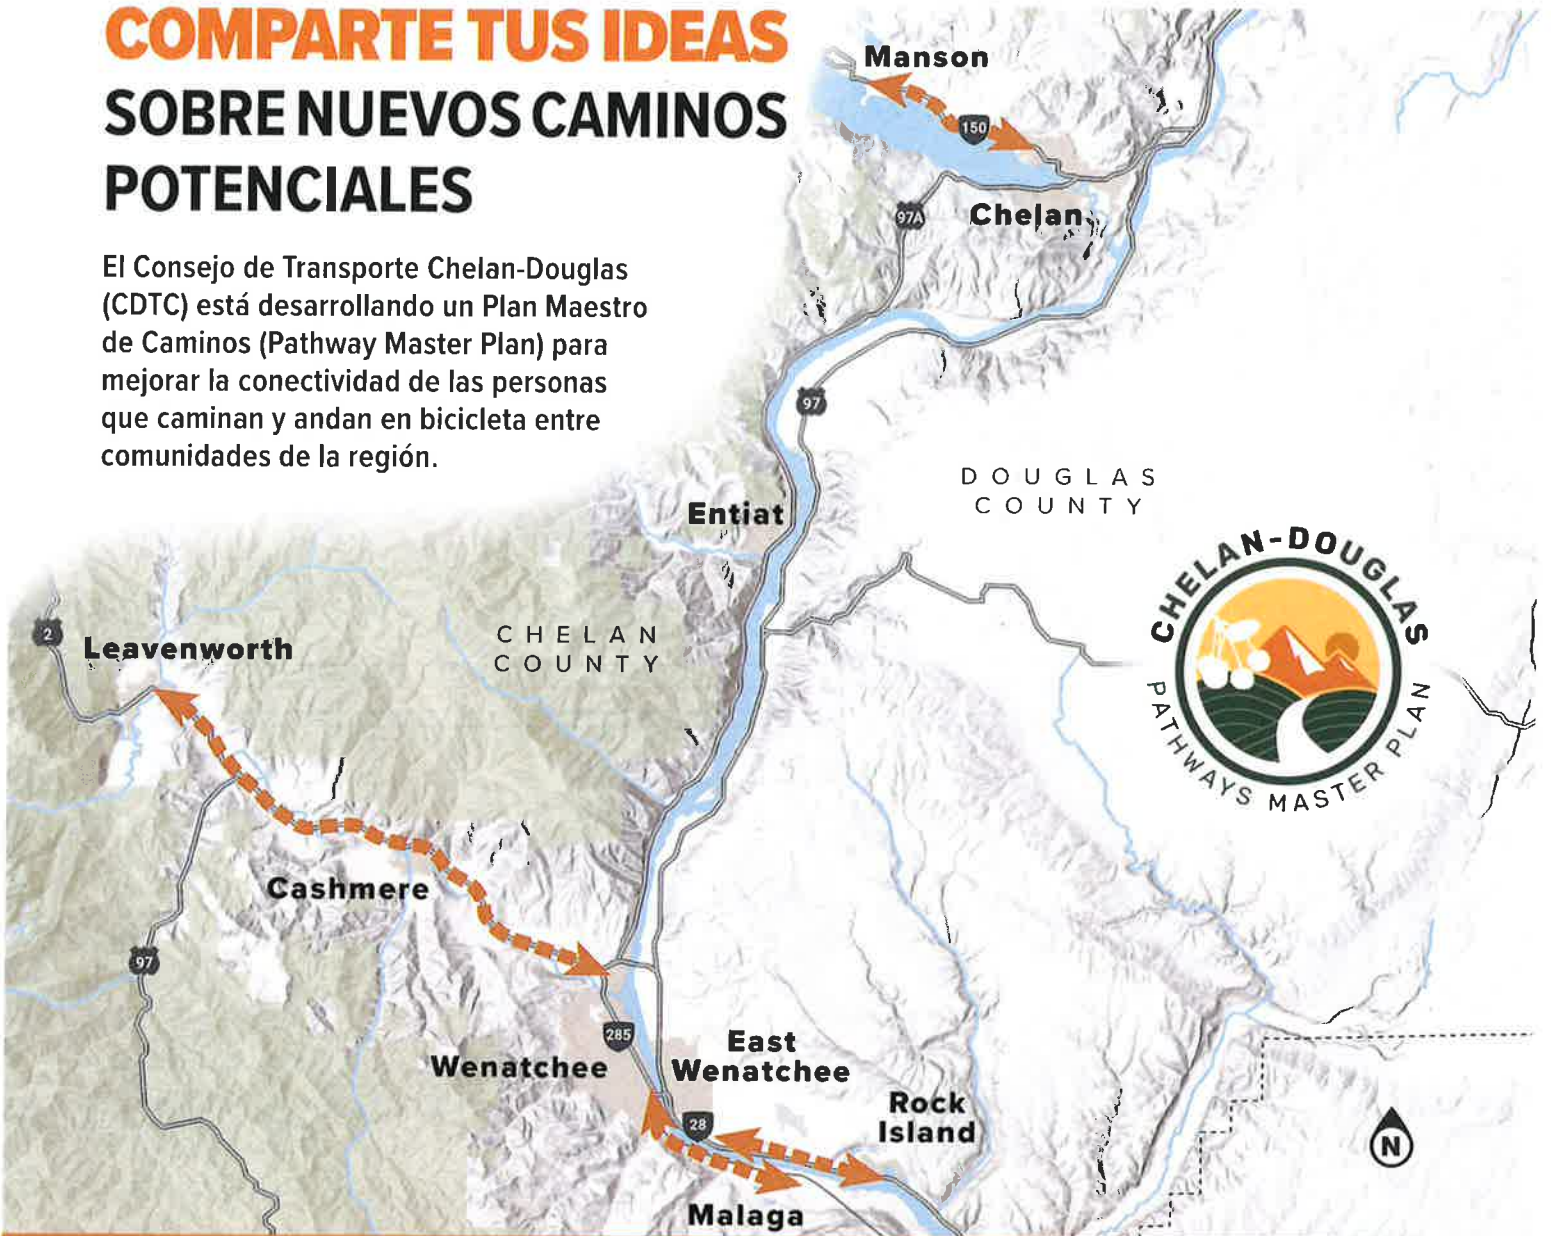 COMPARTE TUS IDEAS
SOBRE NUEVOS CAMINOS
POTENCIALES
El Consejo de Transporte Chelan-Douglas
(CDTC) está desarrollando un Plan Maestro
de Caminos (Pathway Master Plan) para
mejorar la conectividad de las personas
que caminan y andan en bicicleta entre
comunidades de la región.
Manson
150
97A
Chelan
97
Entiat
DOUGLAS
COUNTY
CHELAN-DOUGLAS
PATHWAYS MASTER PLAN
2
Leavenworth
CHELAN
COUNTY
Cashmere
97
285
Wenatchee
East
Wenatchee
28
Rock
Island
Malaga
N